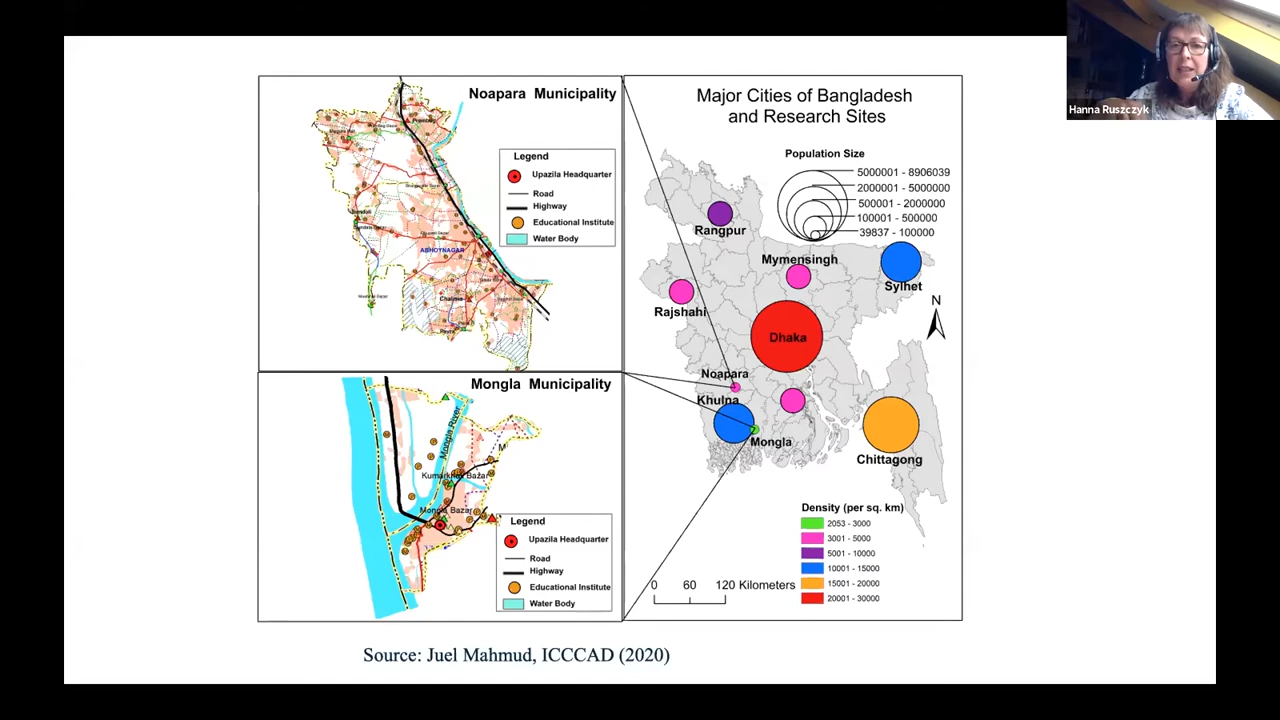 Hanna Ruszczyk
Noapara Municipality
Legend
Upazila Headquarter
Road
Highway
Educational Institute
Water Body
ABHOYNAGAR
Chalisia
Mongla Municipality
Mongla River
Kumarkhali Bazar
Mongla Bazar
M
Legend
Upazila Headquarter
Road
Highway
Educational Institute
Water Body
Major Cities of Bangladesh
and Research Sites
Population Size
5000001 - 8906039
2000001 - 5000000
500001 - 2000000
100001 - 500000
39837 - 100000
Rangpur
Mymensingh
Sylhet
Rajshahi
N
Dhaka
Noapara
Khulna
Mongla
Chittagong
Density (per sq. km)
2053 - 3000
3001 - 5000
5001 - 10000
10001 - 15000
15001 - 20000
20001 - 30000
0 60 120 Kilometers
Source: Juel Mahmud, ICCCAD (2020)